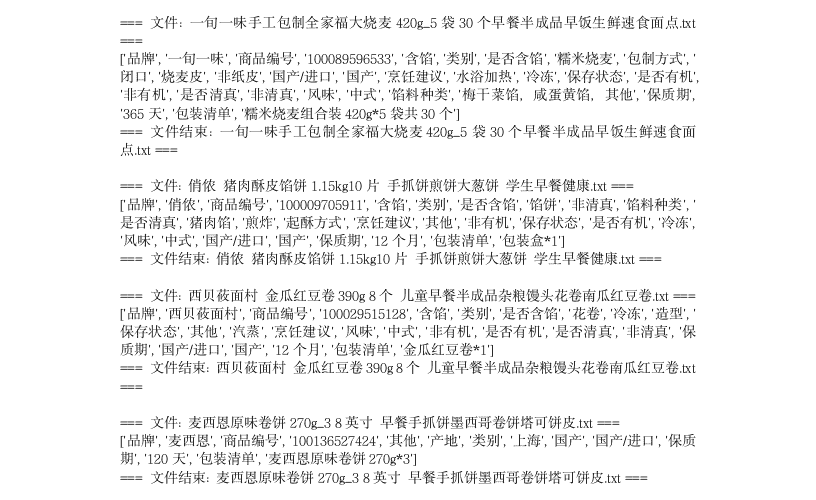 === 文件: 一旬一味手工包制全家福大烧麦 420g_5 袋 30 个早餐半成品早饭生鲜速食面点.txt
===
['品牌', '一旬一味', '商品编号', '100089596533', '含馅', '类别', '是否含馅', '糯米烧麦', '包制方式', '
闭口', '烧麦皮', '非纸皮', '国产/进口', '国产', '烹饪建议', '水浴加热', '冷冻', '保存状态', '是否有机',
'非有机', '是否清真', '非清真', '风味', '中式', '馅料种类', '梅干菜馅, 咸蛋黄馅, 其他', '保质期',
'365 天', '包装清单', '糯米烧麦组合装 420g*5 袋共 30 个']
=== 文件结束: 一旬一味手工包制全家福大烧麦 420g_5 袋 30 个早餐半成品早饭生鲜速食面
点.txt ===
=== 文件: 俏侬 猪肉酥皮馅饼 1.15kg10 片 手抓饼煎饼大葱饼 学生早餐健康.txt ===
['品牌', '俏侬', '商品编号', '100009705911', '含馅', '类别', '是否含馅', '馅饼', '非清真', '馅料种类', '
是否清真', '猪肉馅', '煎炸', '起酥方式', '烹饪建议', '其他', '非有机', '保存状态', '是否有机', '冷冻',
'风味', '中式', '国产/进口', '国产', '保质期', '12 个月', '包装清单', '包装盒*1']
=== 文件结束: 俏侬 猪肉酥皮馅饼 1.15kg10 片 手抓饼煎饼大葱饼 学生早餐健康.txt ===
=== 文件: 西贝莜面村 金瓜红豆卷 390g 8 个 儿童早餐半成品杂粮馒头花卷南瓜红豆卷.txt ===
['品牌', '西贝莜面村', '商品编号', '100029515128', '含馅', '类别', '是否含馅', '花卷', '冷冻', '造型', '
保存状态', '其他', '汽蒸', '烹饪建议', '风味', '中式', '非有机', '是否有机', '是否清真', '非清真', '保
质期', '国产/进口', '国产', '12 个月', '包装清单', '金瓜红豆卷*1']
=== 文件结束: 西贝莜面村 金瓜红豆卷 390g 8 个 儿童早餐半成品杂粮馒头花卷南瓜红豆卷.txt
===
=== 文件: 麦西恩原味卷饼 270g_3 8 英寸 早餐手抓饼墨西哥卷饼塔可饼皮.txt ===
['品牌', '麦西恩', '商品编号', '100136527424', '其他', '产地', '类别', '上海', '国产', '国产/进口', '保质
期', '120 天', '包装清单', '麦西恩原味卷饼 270g*3']
=== 文件结束: 麦西恩原味卷饼 270g_3 8 英寸 早餐手抓饼墨西哥卷饼塔可饼皮.txt ===